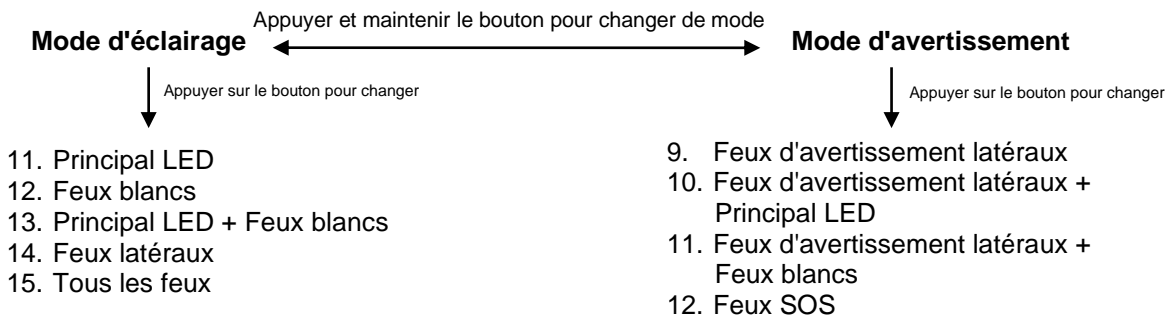 Appuyer et maintenir le bouton pour changer de mode
Mode d'éclairage
Mode d'avertissement
Appuyer sur le bouton pour changer
Appuyer sur le bouton pour changer
11. Principal LED
12. Feux blancs
13. Principal LED + Feux blancs
14. Feux latéraux
15. Tous les feux
9. Feux d'avertissement latéraux
10. Feux d'avertissement latéraux +
Principal LED
11. Feux d'avertissement latéraux +
Feux blancs
12. Feux SOS